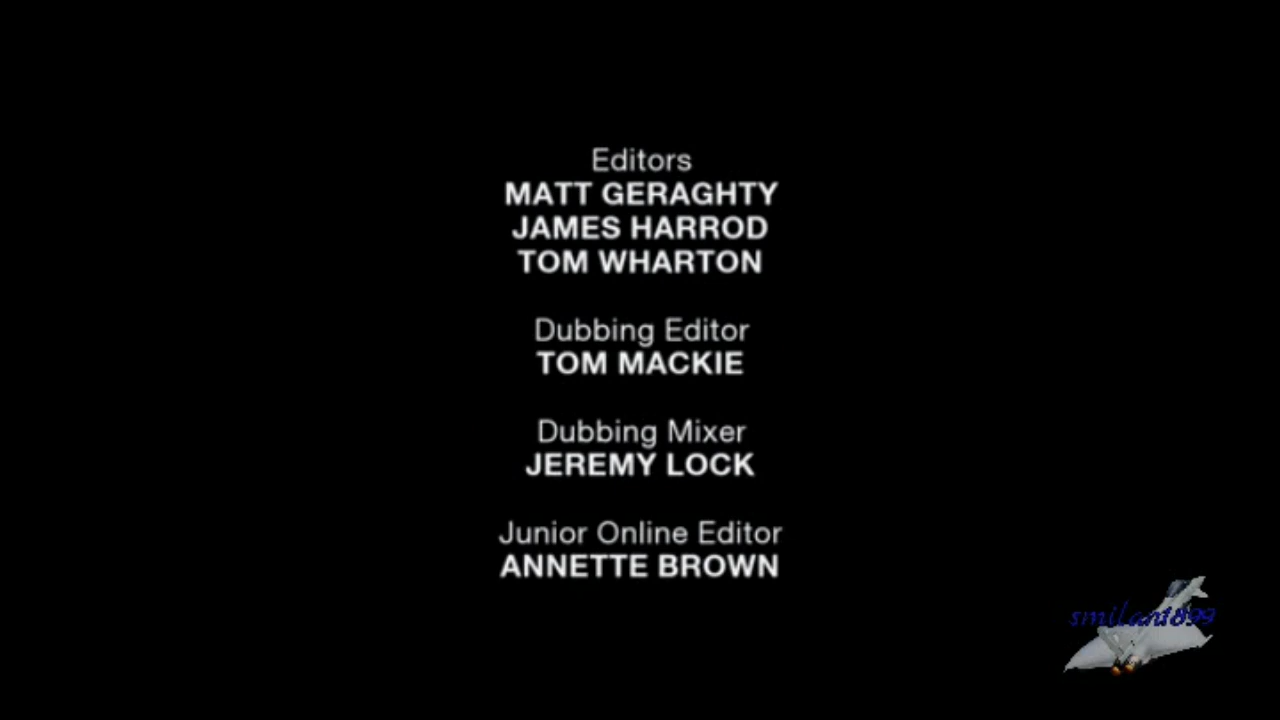 Editors
MATT GERAGHTY
JAMES HARROD
TOM WHARTON
Dubbing Editor
TOM MACKIE
Dubbing Mixer
JEREMY LOCK
Junior Online Editor
ANNETTE BROWN
smilant899